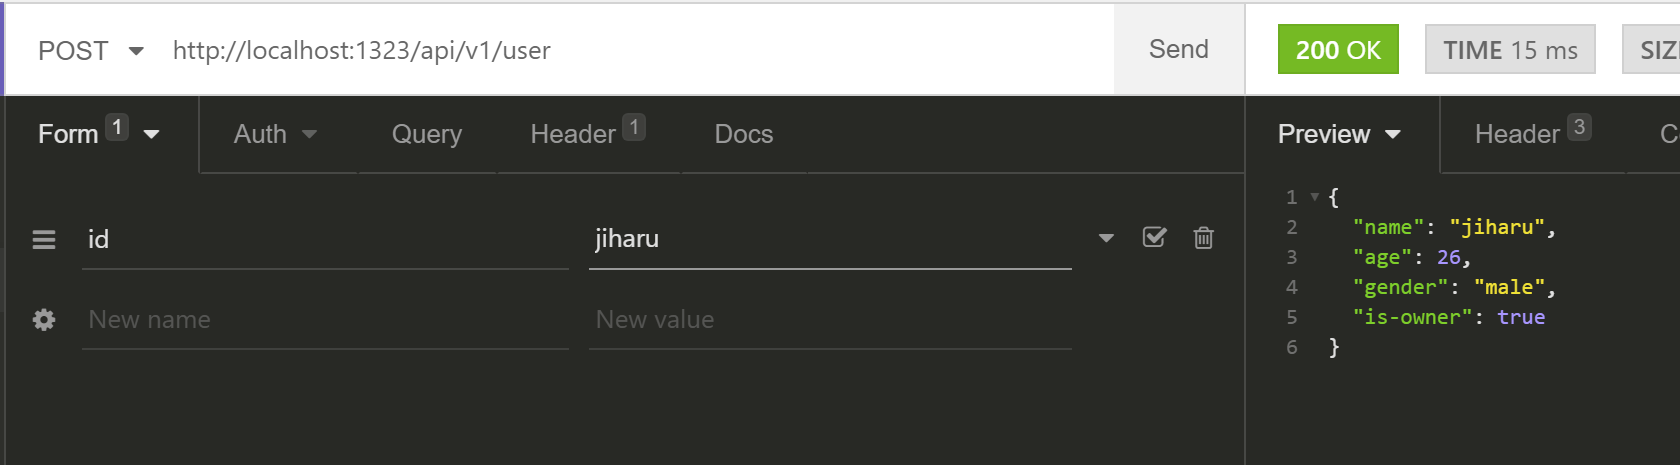 POST http://localhost:1323/api/v1/user Send 200 OK TIME 15 ms
Form 1 Auth Query Header 1 Docs Preview Header 3
id jiharu
New name New value
1 {
2 "name": "jiharu",
3 "age": 26,
4 "gender": "male",
5 "is-owner": true
6 }